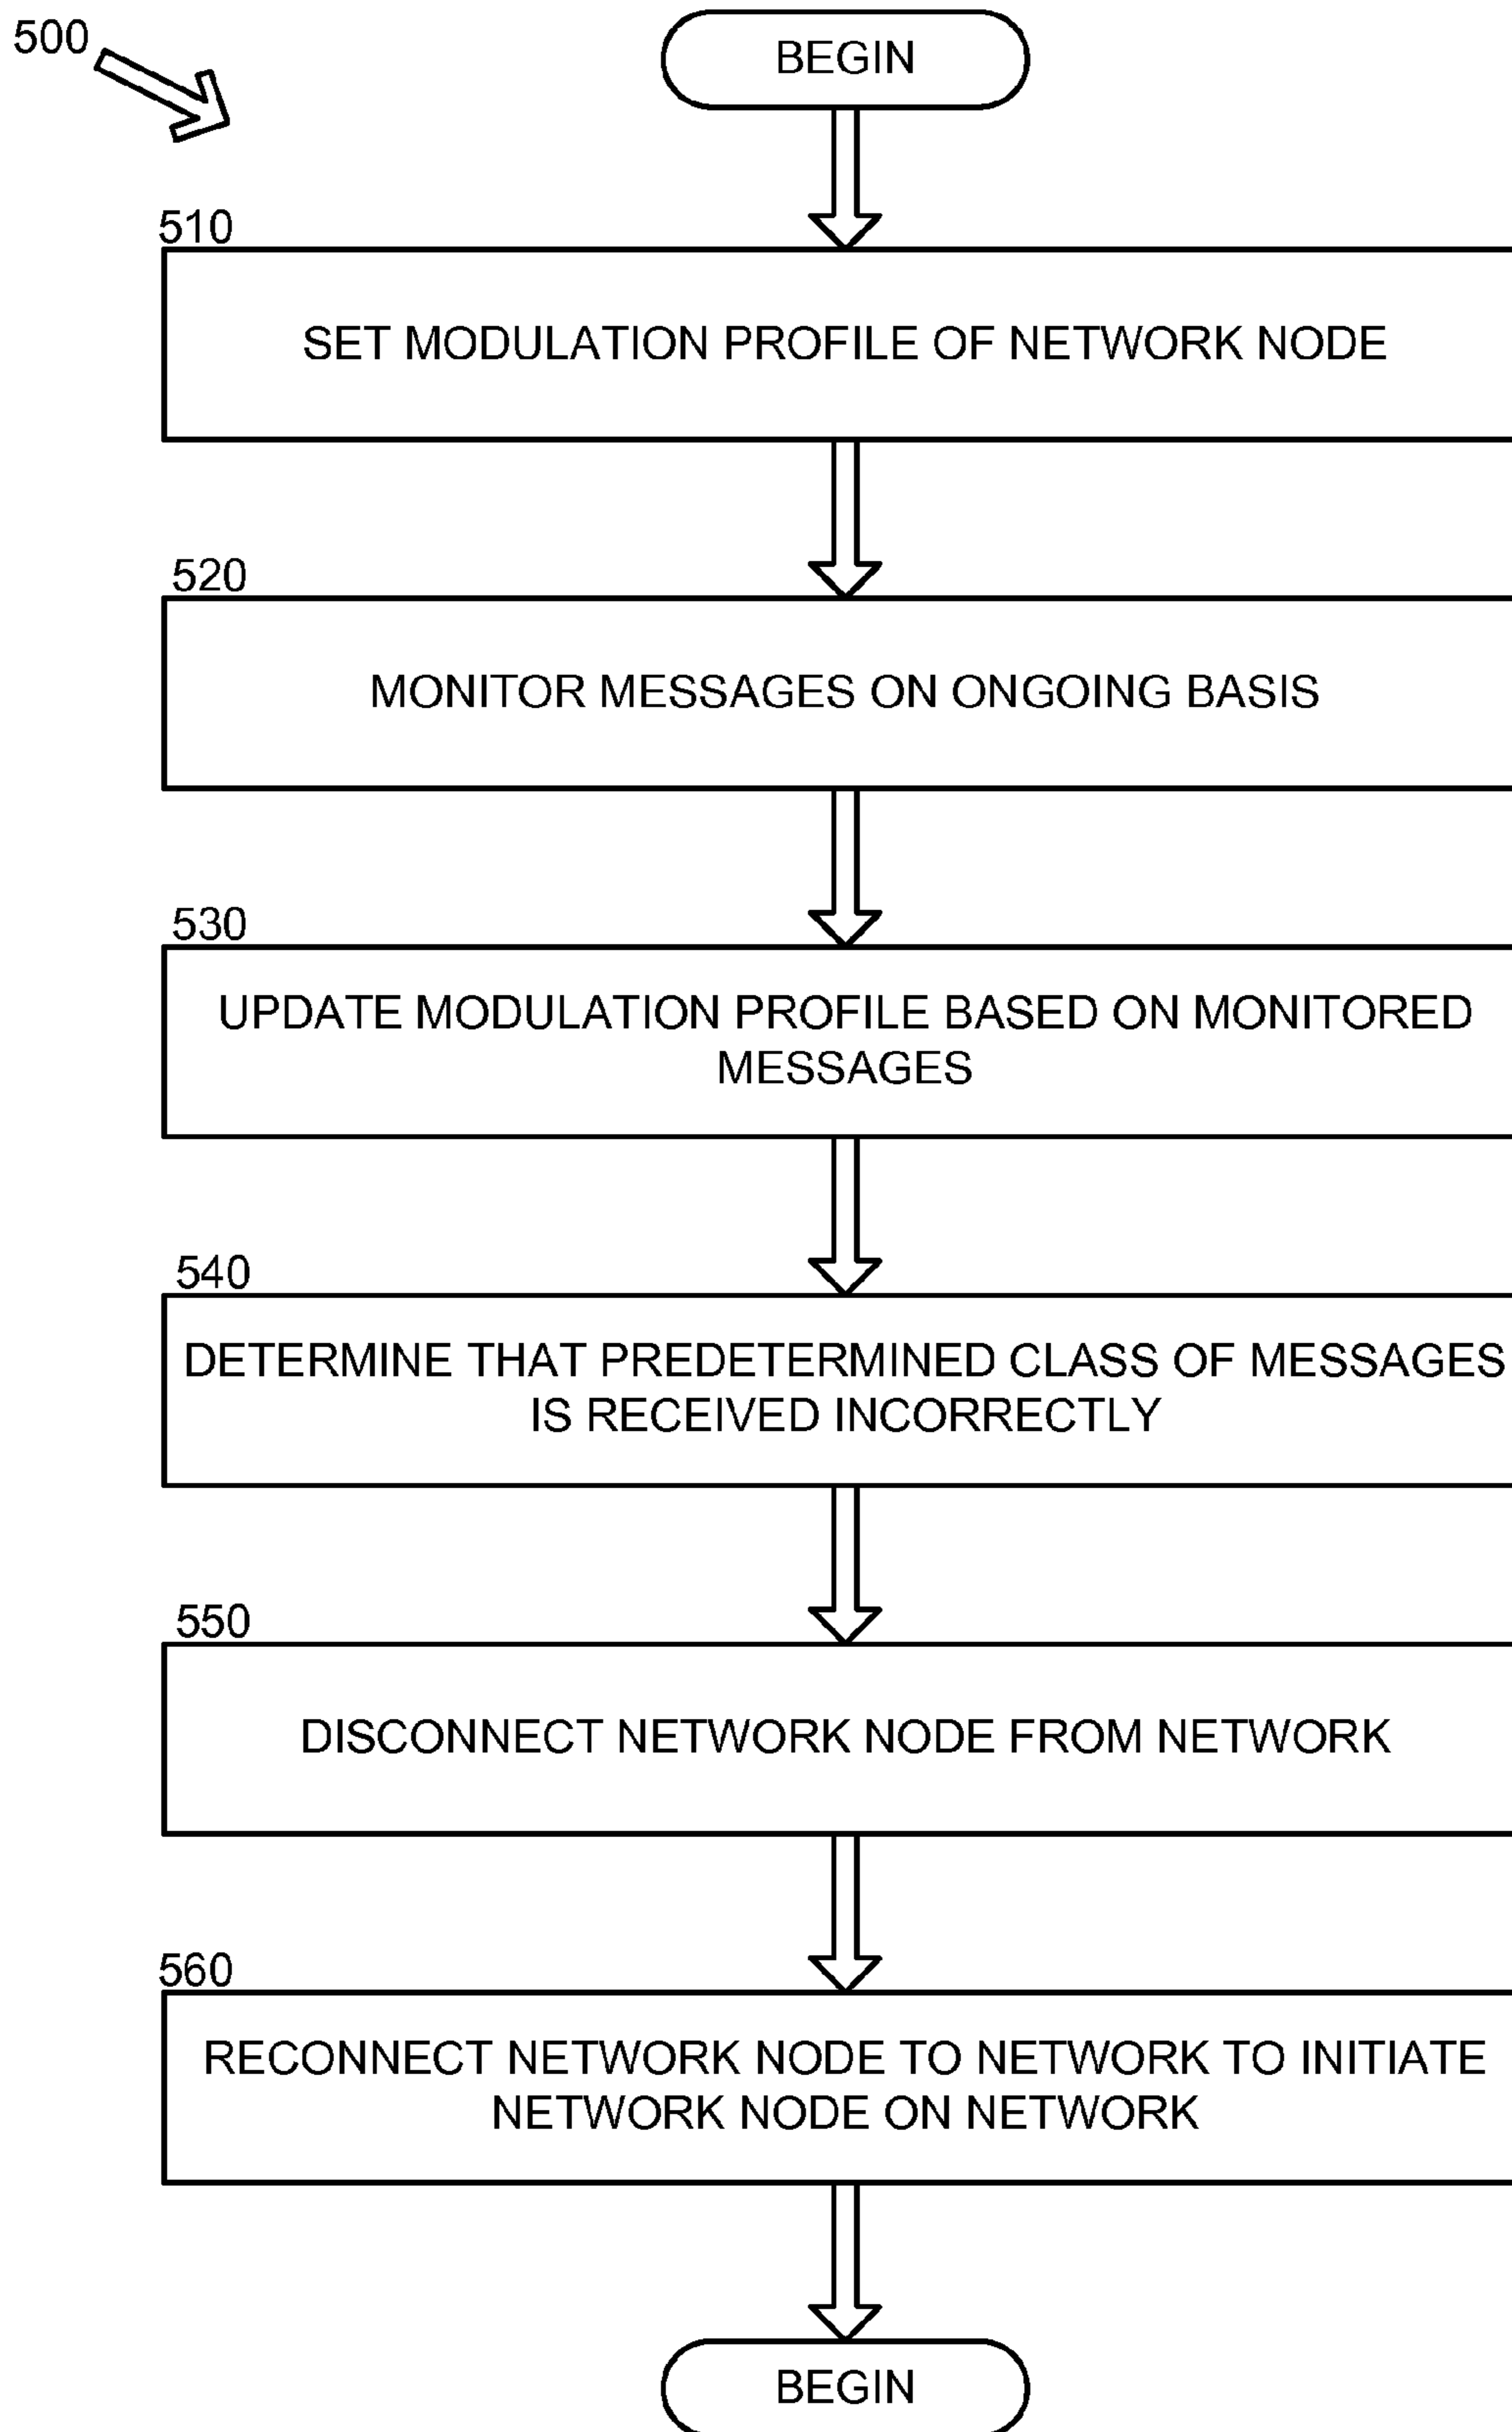 500
BEGIN
510
SET MODULATION PROFILE OF NETWORK NODE
520
MONITOR MESSAGES ON ONGOING BASIS
530
UPDATE MODULATION PROFILE BASED ON MONITORED
MESSAGES
540
DETERMINE THAT PREDETERMINED CLASS OF MESSAGES
IS RECEIVED INCORRECTLY
550
DISCONNECT NETWORK NODE FROM NETWORK
560
RECONNECT NETWORK NODE TO NETWORK TO INITIATE
NETWORK NODE ON NETWORK
BEGIN